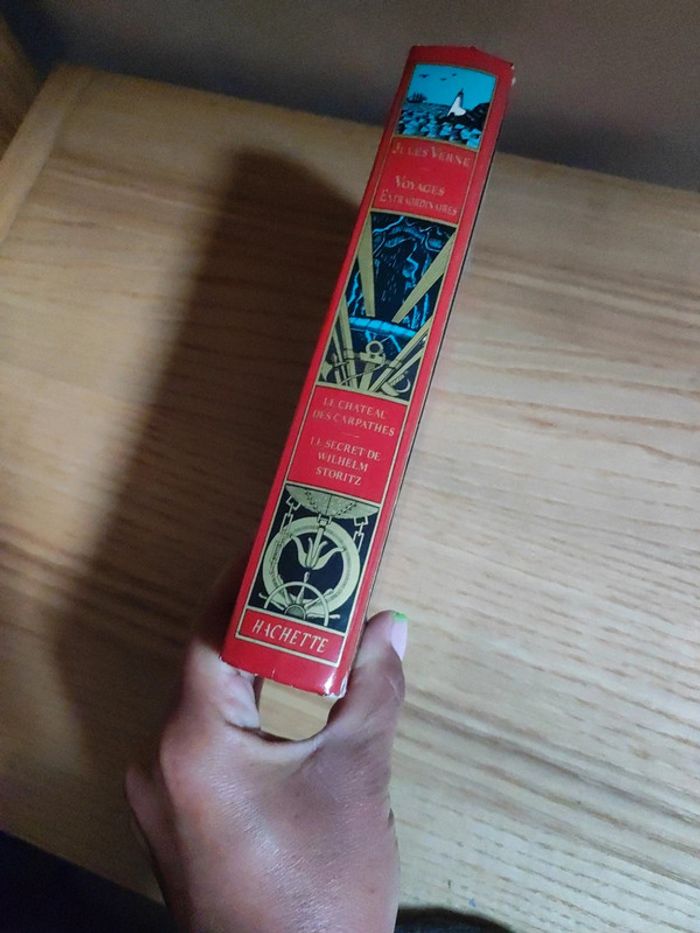 JULES VERNE
VOYAGES
EXTRAORDINAIRES
LE CHATEAU
DES CARPATHES
LE SECRET DE
WILHELM
STORITZ
HACHETTE